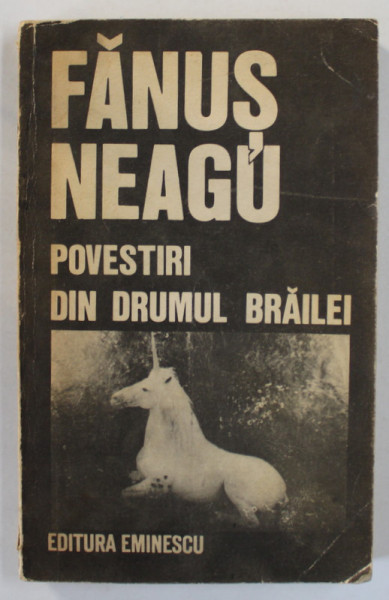 FĂNUȘ
NEAGU
POVESTIRI
DIN DRUMUL BRĂILEI
EDITURA EMINESCU